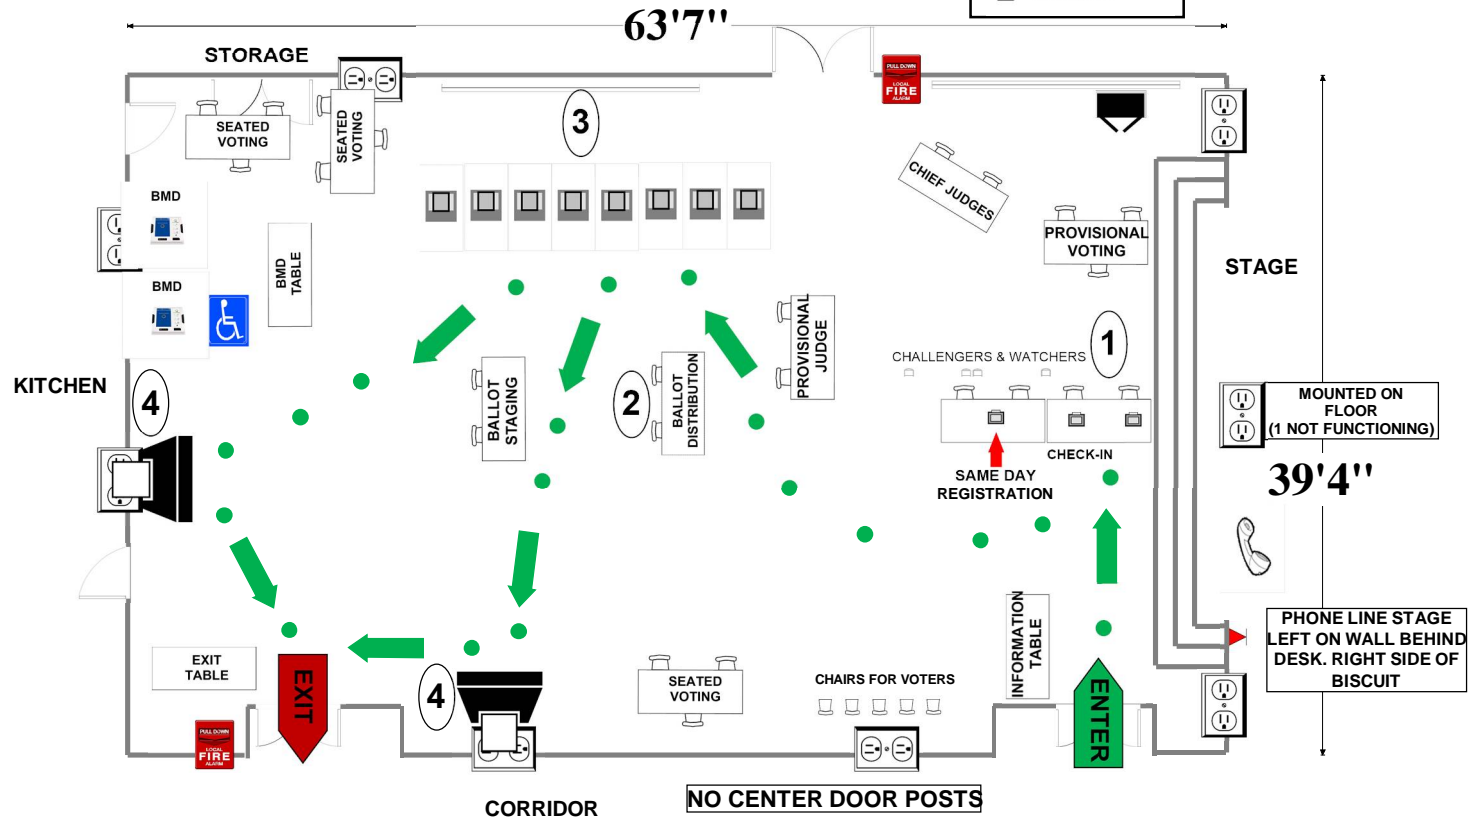 63'7"
STORAGE
PULL DOWN
LOCAL
FIRE
ALARM
SEATED
VOTING
SEATED
VOTING
3
CHIEF JUDGES
PROVISIONAL
VOTING
BMD
BMD
TABLE
BMD
STAGE
PROVISIONAL
JUDGE
CHALLENGERS & WATCHERS
1
KITCHEN
4
BALLOT
STAGING
2
BALLOT
DISTRIBUTION
MOUNTED ON
FLOOR
(1 NOT FUNCTIONING)
CHECK-IN
SAME DAY
REGISTRATION
39'4"
INFORMATION
TABLE
PHONE LINE STAGE
LEFT ON WALL BEHIND
DESK. RIGHT SIDE OF
BISCUIT
EXIT
TABLE
EXIT
4
SEATED
VOTING
CHAIRS FOR VOTERS
ENTER
PULL DOWN
LOCAL
FIRE
ALARM
CORRIDOR
NO CENTER DOOR POSTS